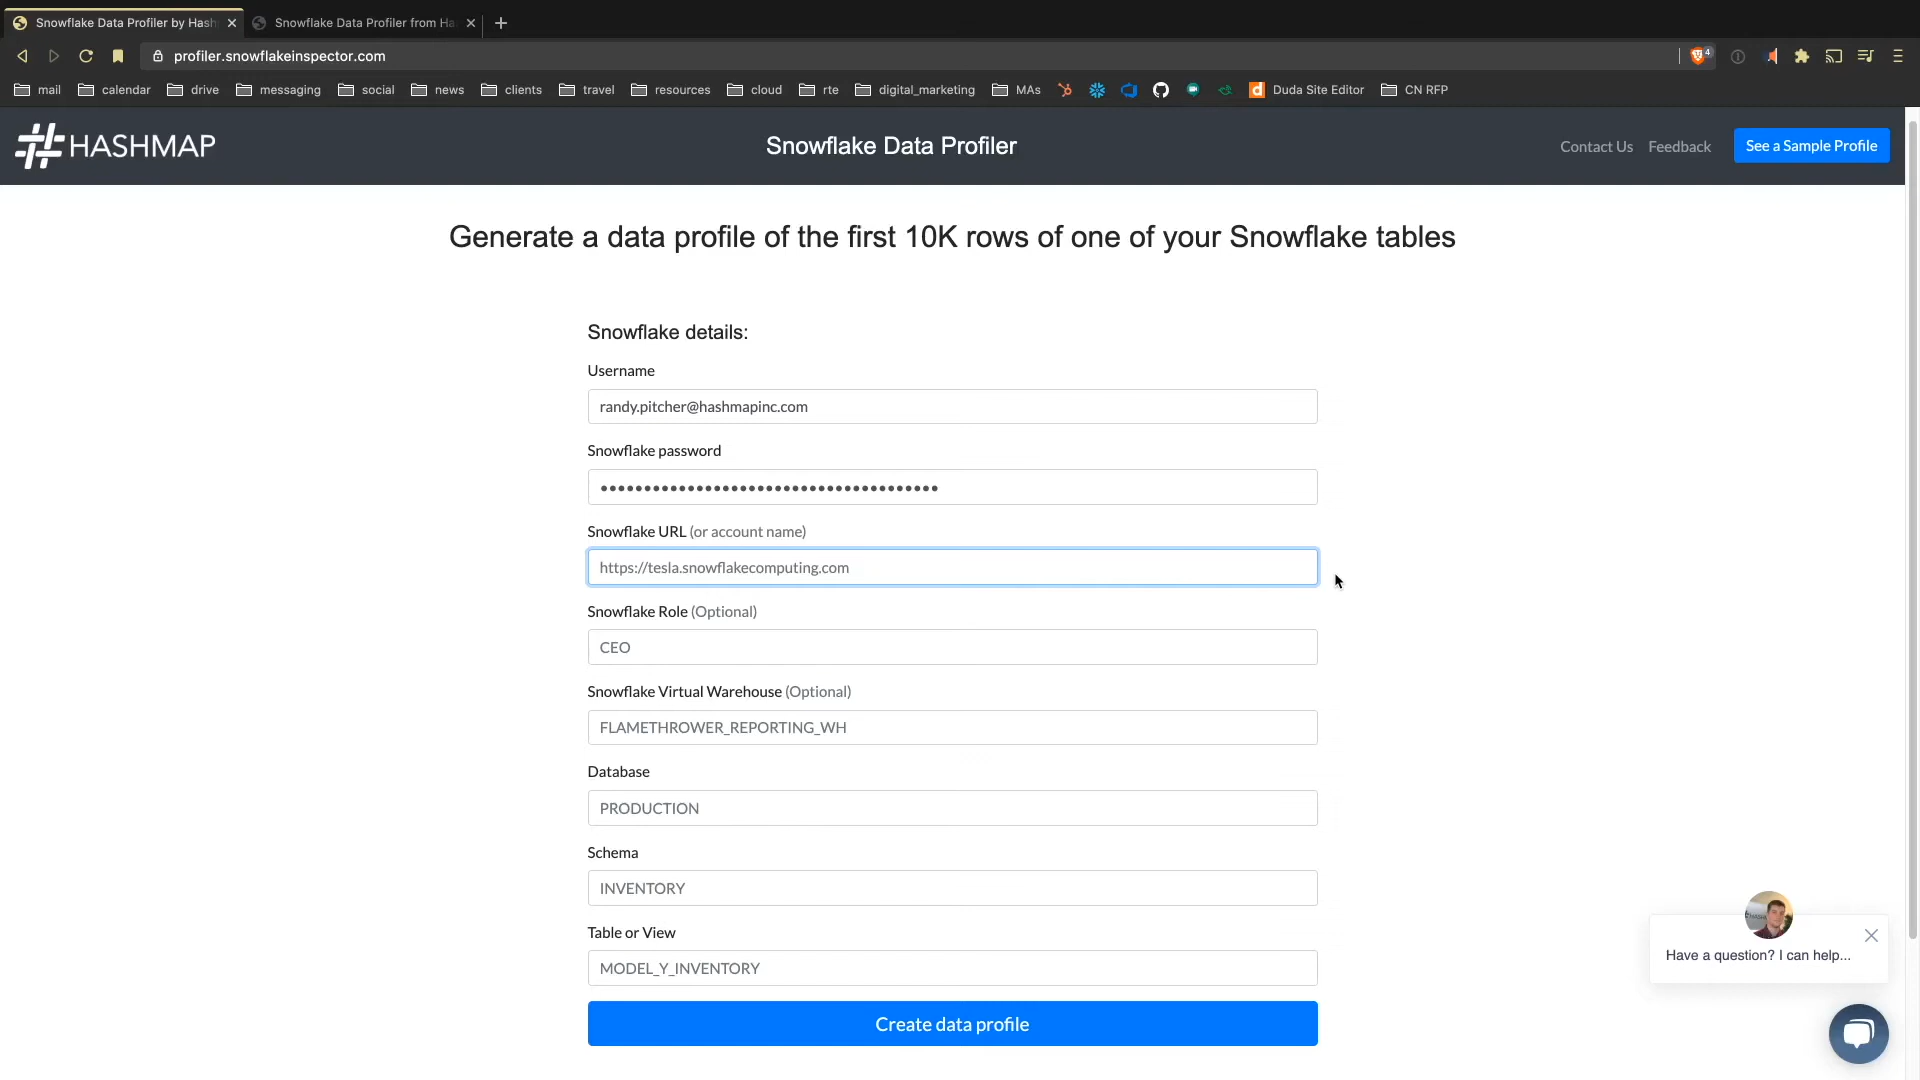 Snowflake Data Profiler by Hash
Snowflake Data Profiler from Ha
profiler.snowflakeinspector.com
4
mail
calendar
drive
messaging
social
news
clients
travel
resources
cloud
rte
digital_marketing
MAs
d
Duda Site Editor
CN RFP
HASHMAP
Snowflake Data Profiler
Contact Us
Feedback
See a Sample Profile
Generate a data profile of the first 10K rows of one of your Snowflake tables
Snowflake details:
Username
randy.pitcher@hashmapinc.com
Snowflake password
•••••••••••••••••••••••••••••••••••••••
Snowflake URL (or account name)
https://tesla.snowflakecomputing.com
Snowflake Role (Optional)
CEO
Snowflake Virtual Warehouse (Optional)
FLAMETHROWER_REPORTING_WH
Database
PRODUCTION
Schema
INVENTORY
Table or View
MODEL_Y_INVENTORY
Create data profile
Have a question? I can help...